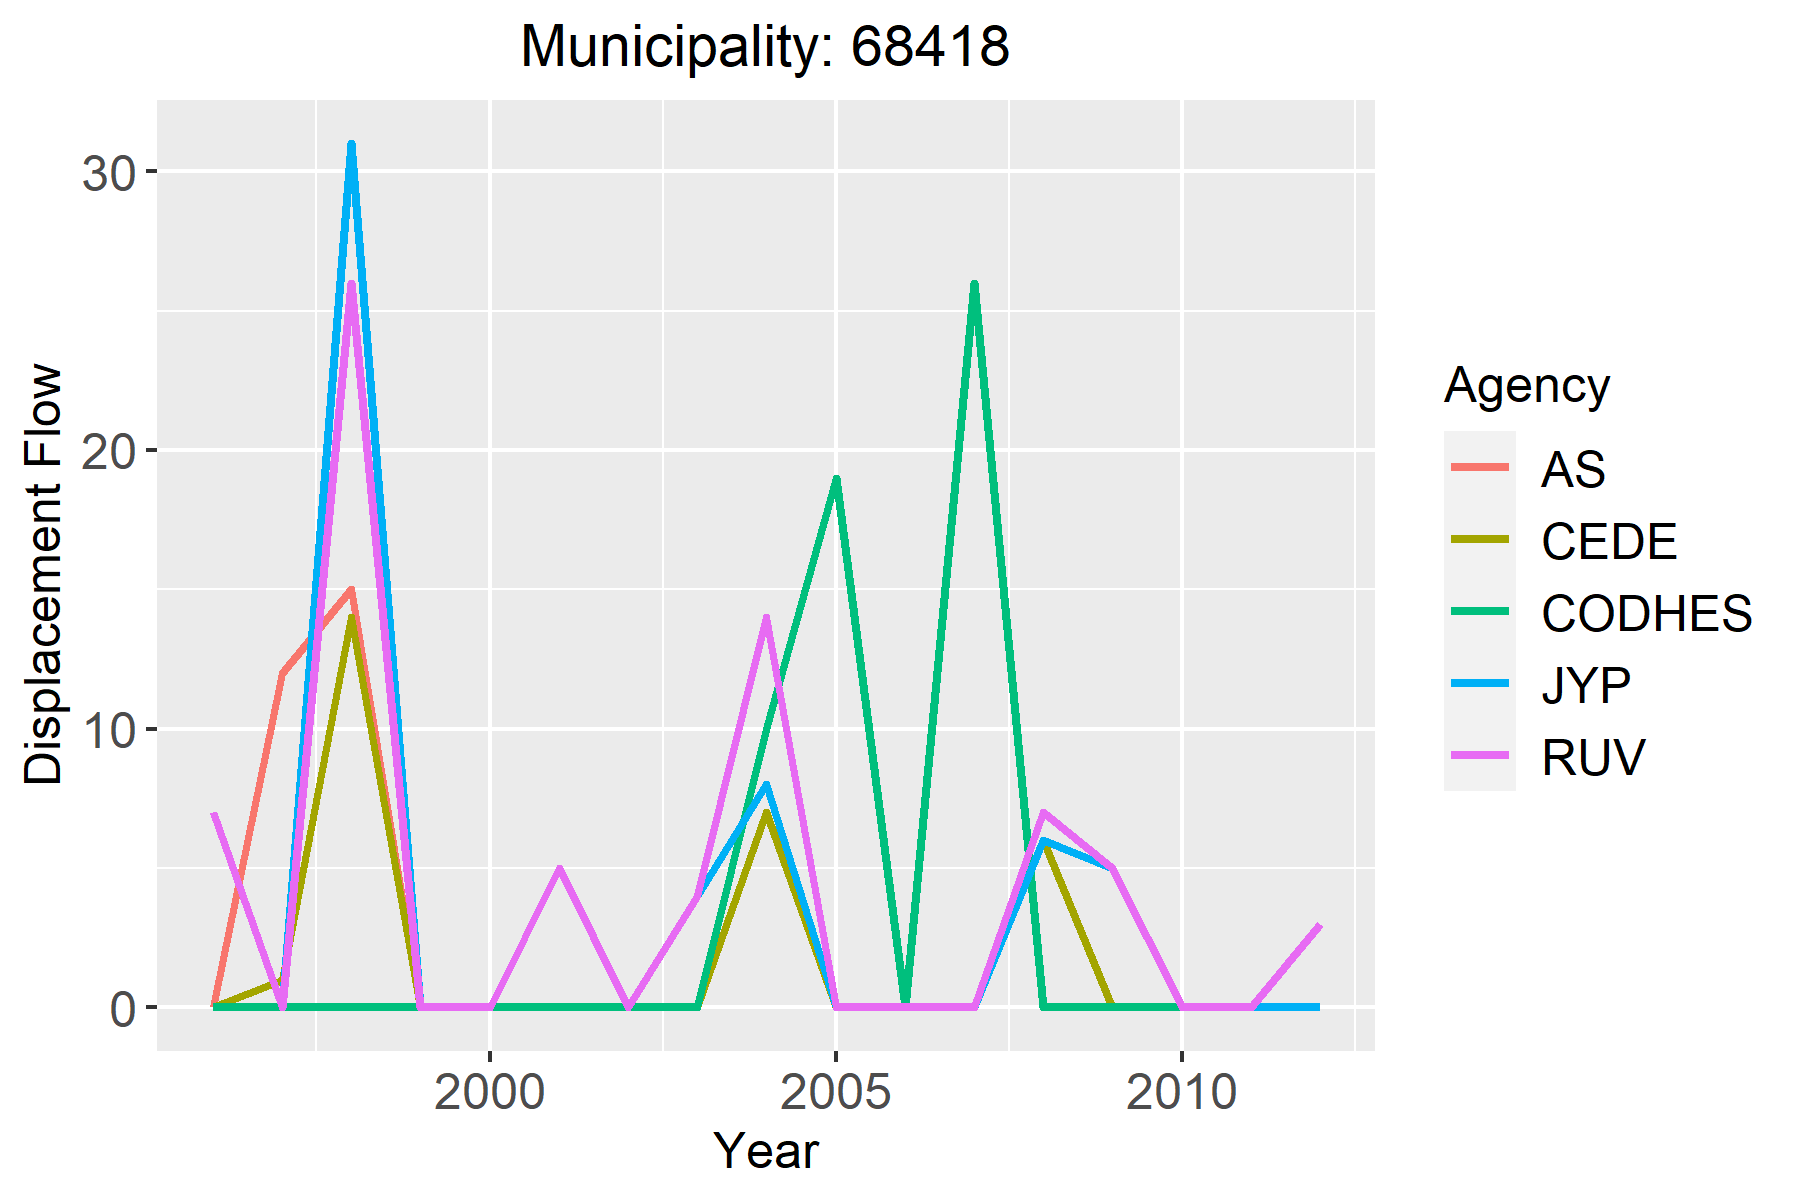 Municipality: 68418
Displacement Flow
30
20
10
0
2000 2005 2010
Year
Agency
AS
CEDE
CODHES
JYP
RUV